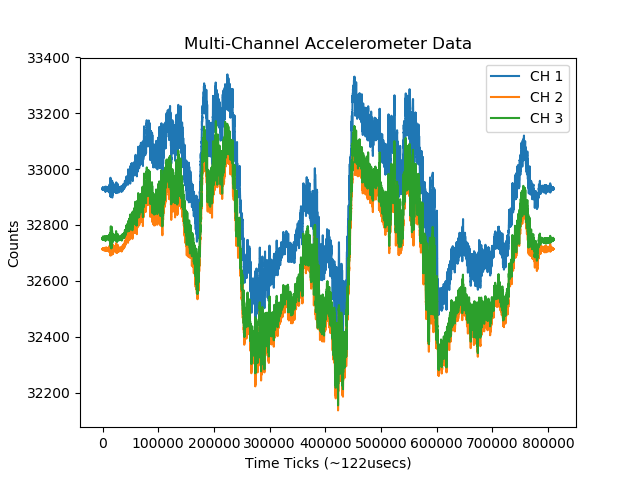 Multi-Channel Accelerometer Data
33400
33200
33000
32800
32600
32400
32200
Counts
CH 1
CH 2
CH 3
0 100000 200000 300000 400000 500000 600000 700000 800000
Time Ticks (~122usecs)